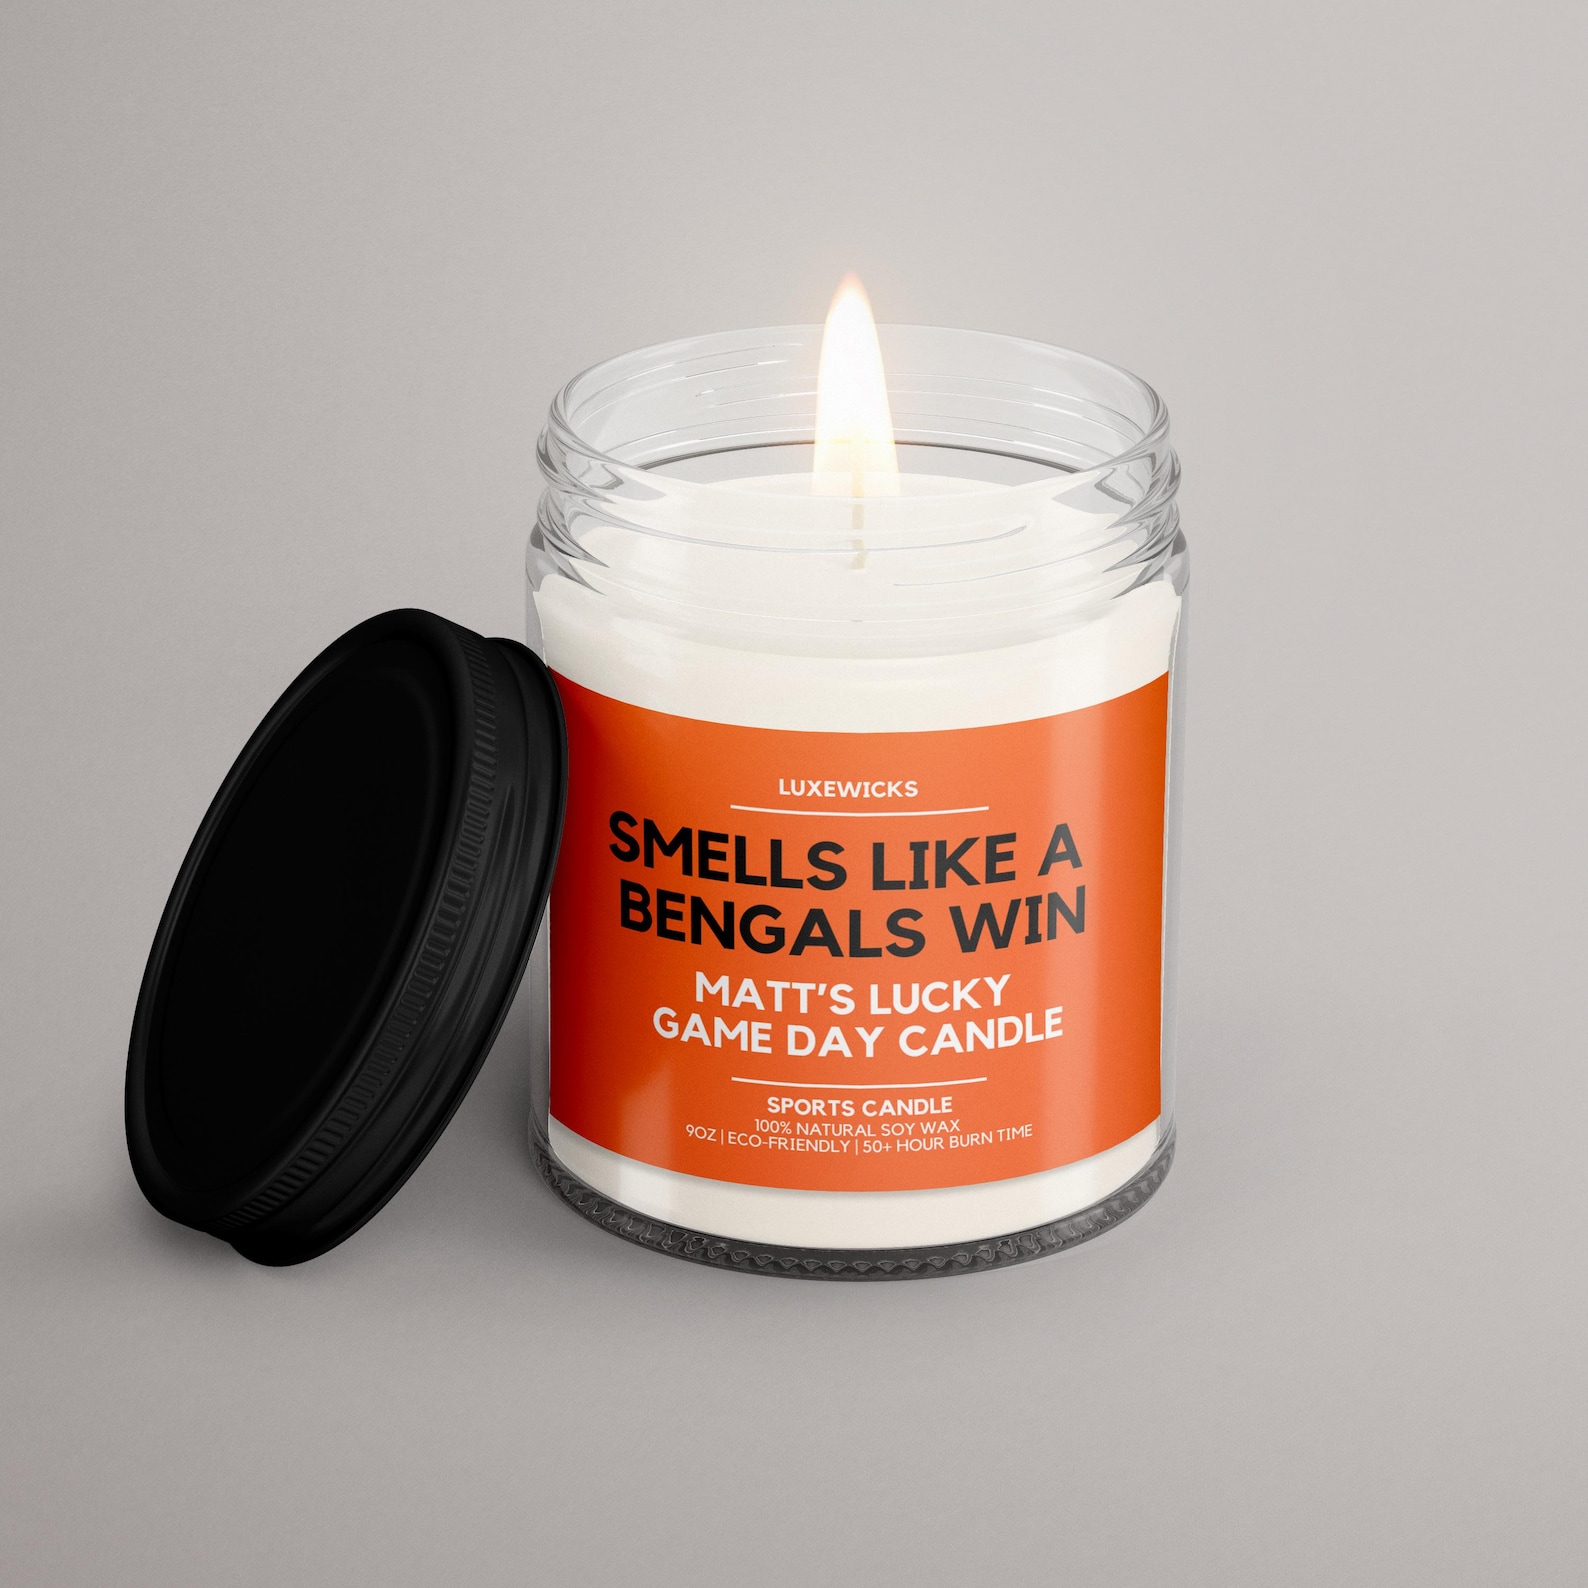 LUXEWICKS
SMELLS LIKE A
BENGALS WIN
MATT'S LUCKY
GAME DAY CANDLE
SPORTS CANDLE
100% NATURAL SOY WAX
9OZ | ECO-FRIENDLY | 50+ HOUR BURN TIME